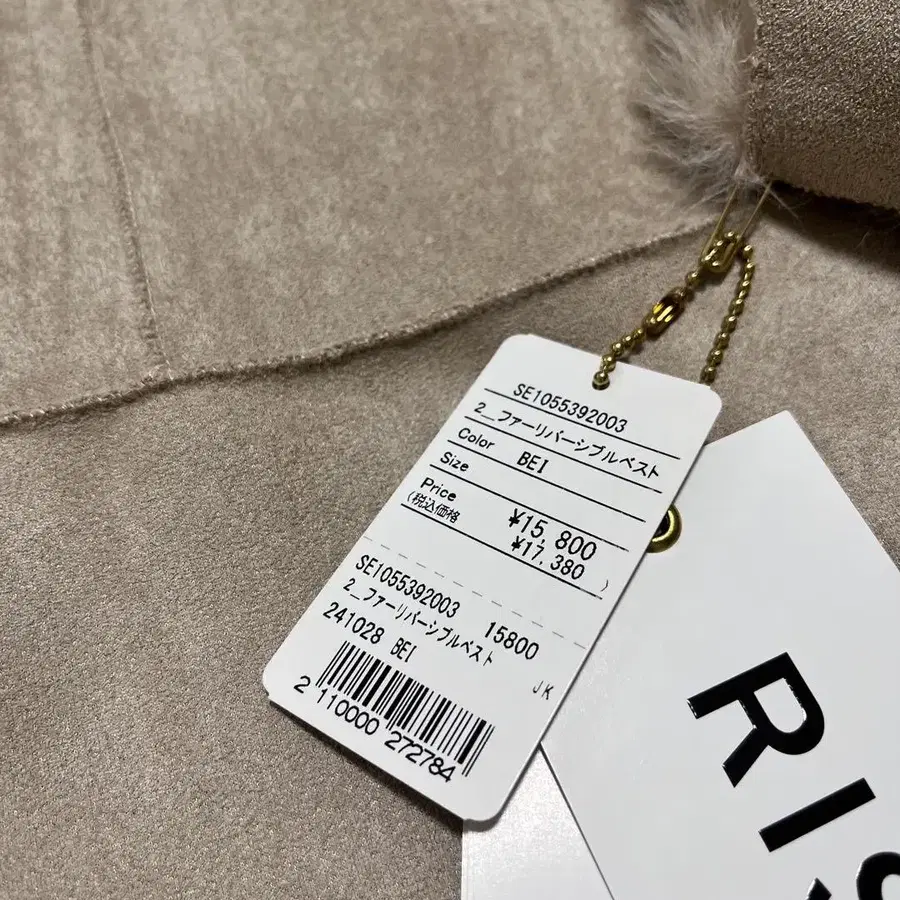 SE1055392003
2_ファーリバーシブルベスト
Color BEI
Size
Price ¥15,800
(税込価格 ¥17,380 )
SE1055392003 15800
2_ファーリバーシブルベスト
241028 BEI
JK
2 110000 272784
RIS